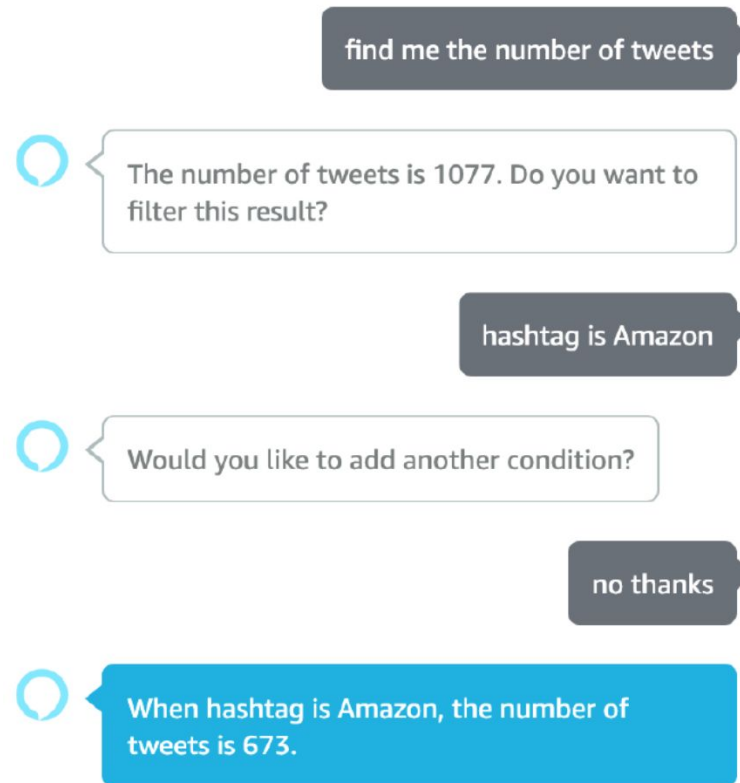 find me the number of tweets
The number of tweets is 1077. Do you want to
filter this result?
hashtag is Amazon
Would you like to add another condition?
no thanks
When hashtag is Amazon, the number of
tweets is 673.